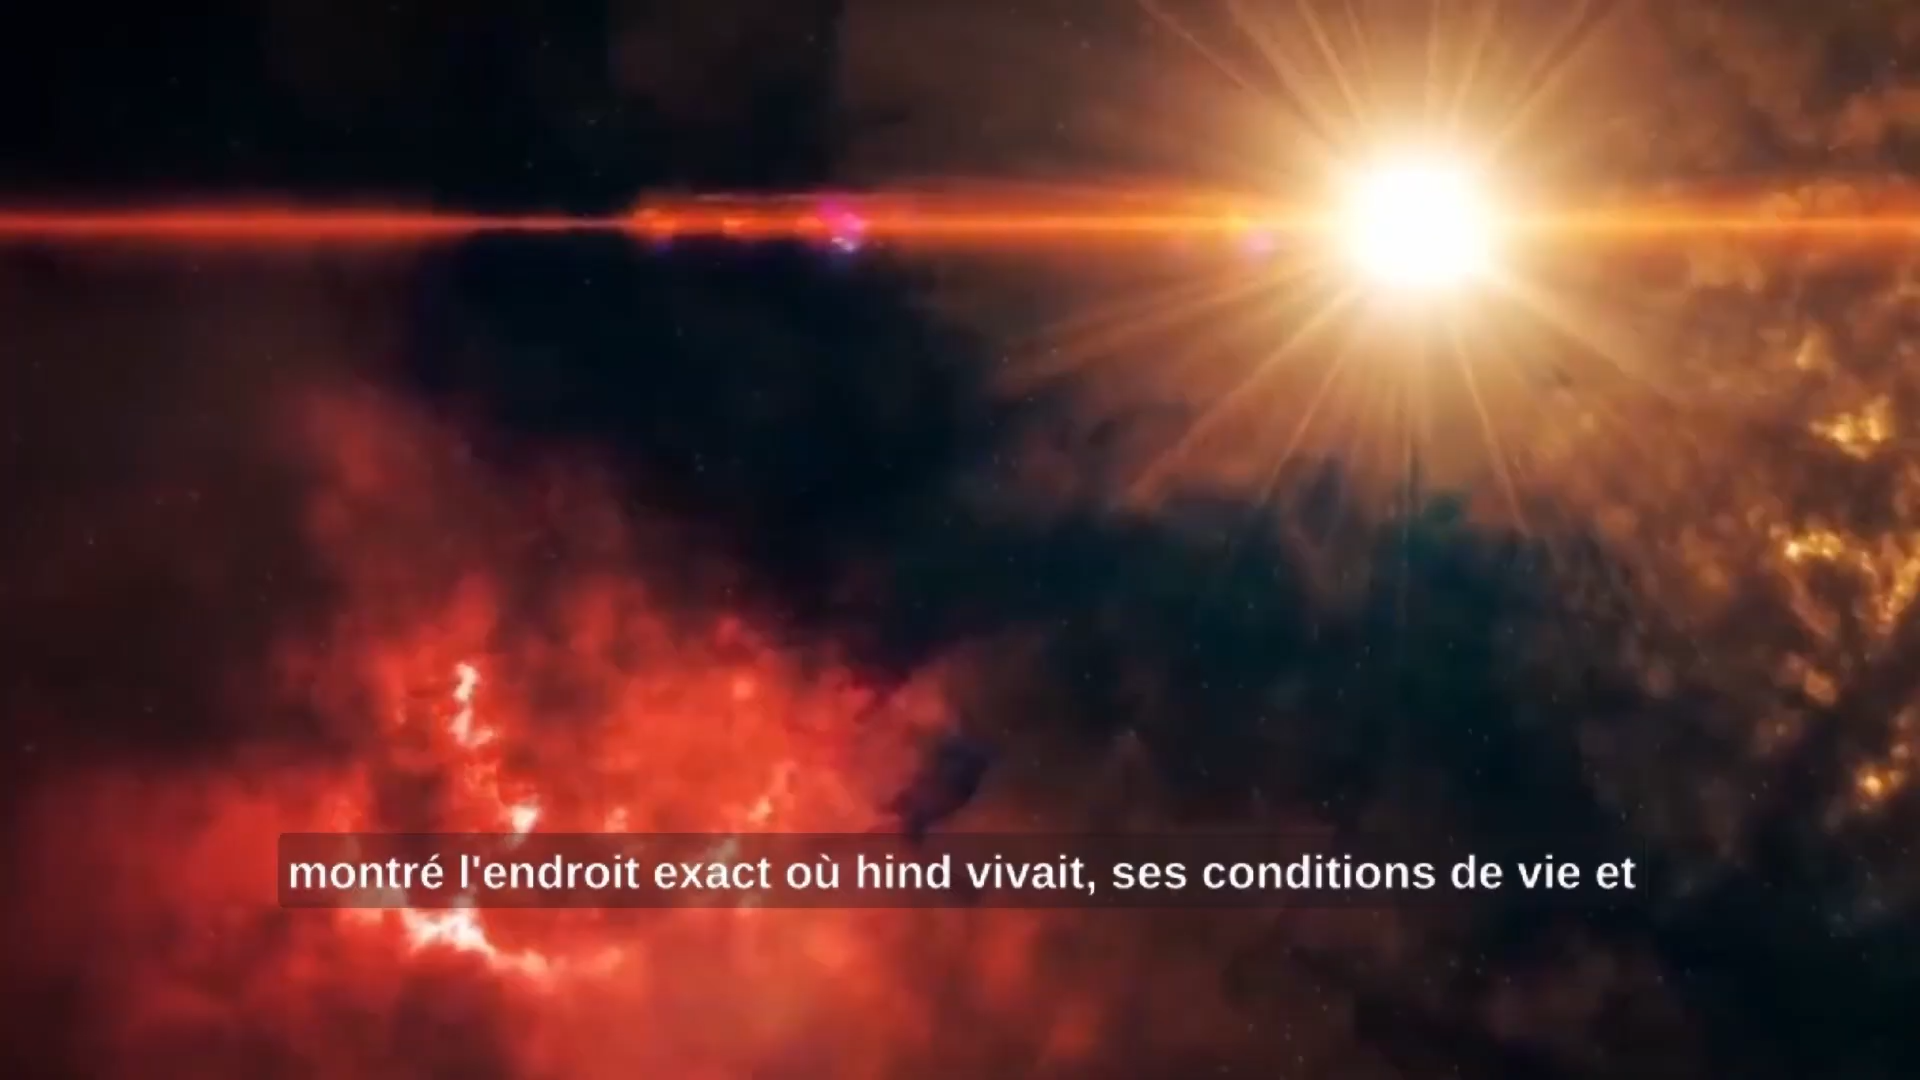 montré l'endroit exact où hind vivait, ses conditions de vie et